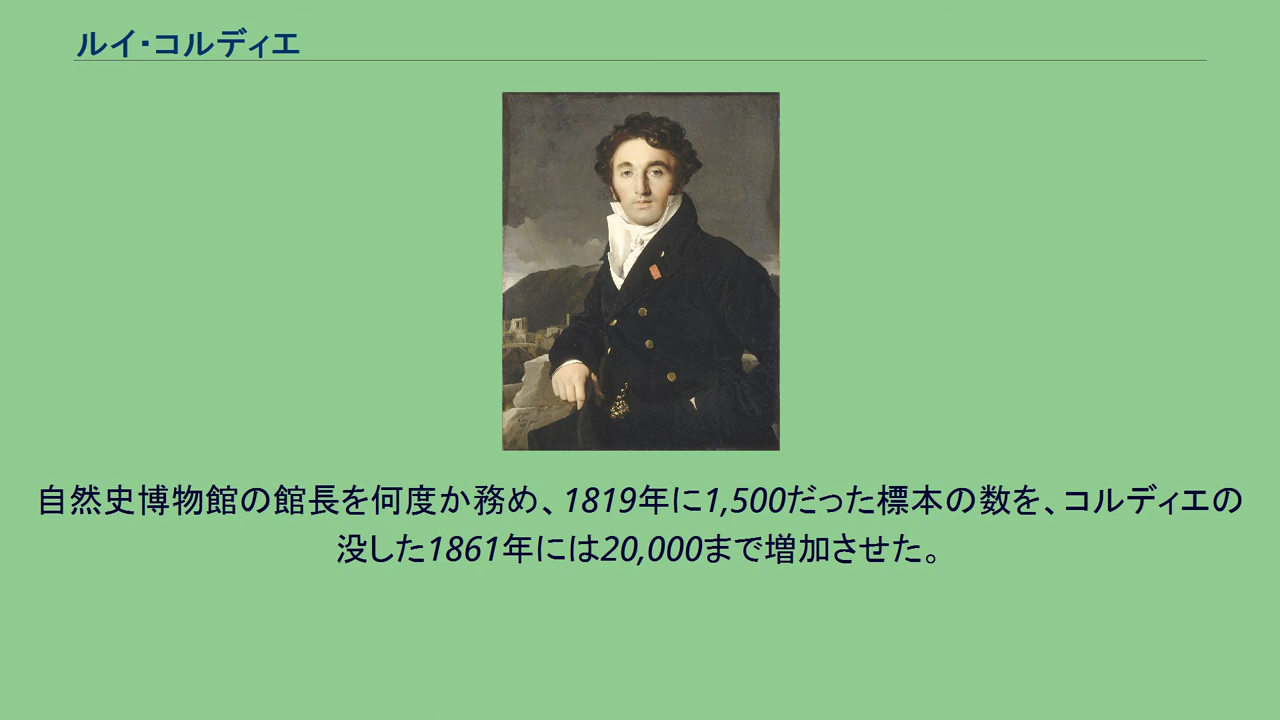 ルイ・コルディエ
自然史博物館の館長を何度か務め、1819年に1,500だった標本の数を、コルディエの
没した1861年には20,000まで増加させた。